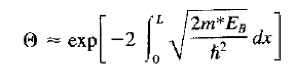 Θ ≈ exp[ −2 ∫₀ᴸ √(2m*E_B / ħ²) dx ]